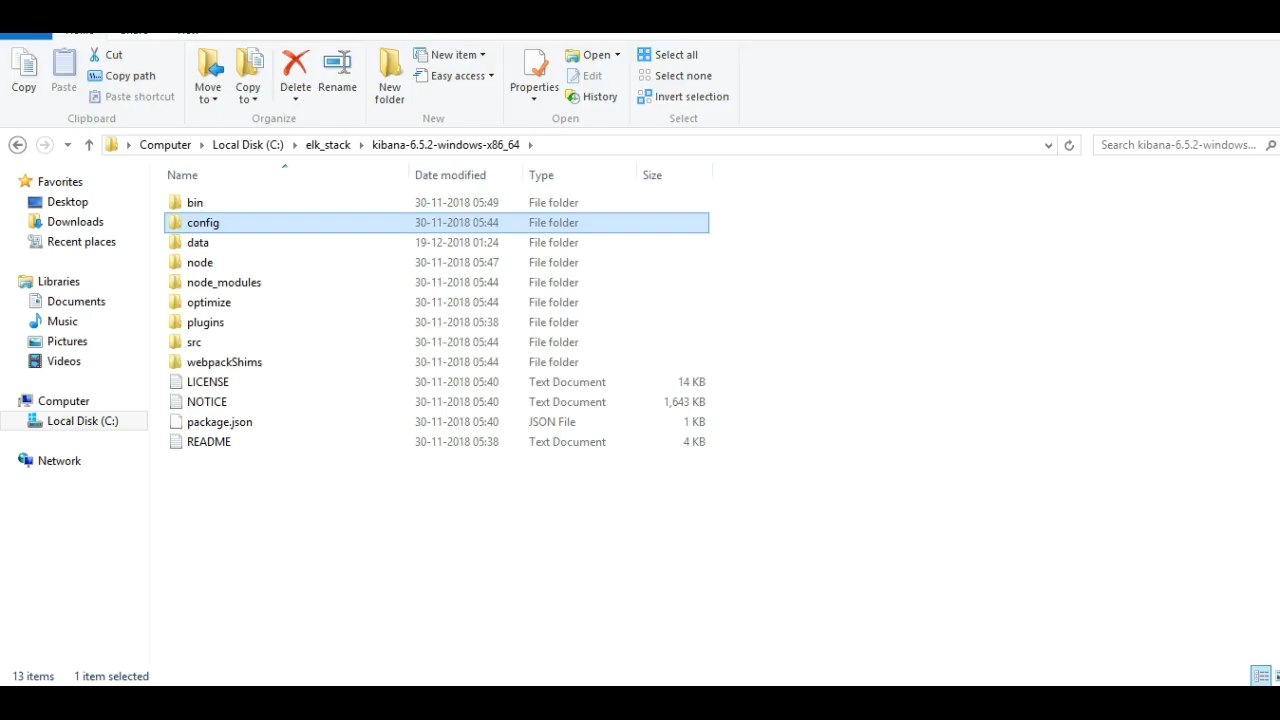 Cut
Copy path
Paste shortcut
Copy
Paste
Clipboard
Move to
Copy to
Delete
Rename
Organize
New folder
New item
Easy access
New
Properties
Open
Edit
History
Open
Select all
Select none
Invert selection
Select
Computer Local Disk (C:) elk_stack kibana-6.5.2-windows-x86_64
Search kibana-6.5.2-windows...
Favorites
Desktop
Downloads
Recent places
Libraries
Documents
Music
Pictures
Videos
Computer
Local Disk (C:)
Network
Name Date modified Type Size
bin 30-11-2018 05:49 File folder
config 30-11-2018 05:44 File folder
data 19-12-2018 01:24 File folder
node 30-11-2018 05:47 File folder
node_modules 30-11-2018 05:44 File folder
optimize 30-11-2018 05:44 File folder
plugins 30-11-2018 05:38 File folder
src 30-11-2018 05:44 File folder
webpackShims 30-11-2018 05:44 File folder
LICENSE 30-11-2018 05:40 Text Document 14 KB
NOTICE 30-11-2018 05:40 Text Document 1,643 KB
package.json 30-11-2018 05:40 JSON File 1 KB
README 30-11-2018 05:38 Text Document 4 KB
13 items 1 item selected